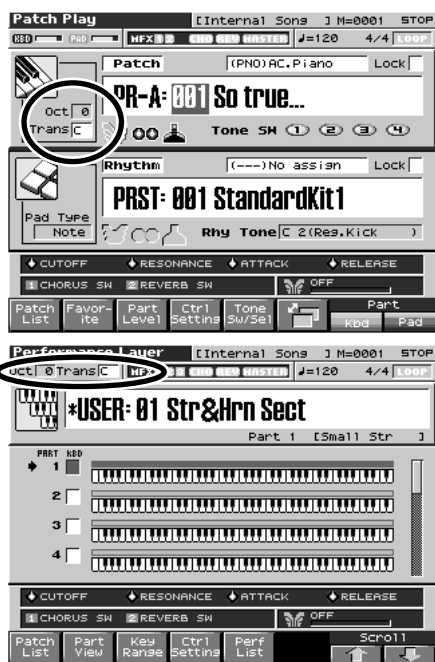 Patch Play [Internal Song ] M=0001 STOP
KBD PAD MFX 1 2 CHO REV MASTER ♩=120 4/4 LOOP
Patch (PNO)AC.Piano Lock
PR-A: 001 So true...
Oct 0
Trans C
Tone SW 1 2 3 4
Rhythm (---)No assign Lock
PRST: 001 StandardKit1
Pad Type
Note
Rhy Tone C 2(Reg.Kick )
CUTOFF RESONANCE ATTACK RELEASE
1 CHORUS SW 2 REVERB SW OFF
Patch List Favorite Part Level Ctrl Setting Tone Sw/Sel Part Kbd Pad
Performance Layer [Internal Song ] M=0001 STOP
Oct 0 Trans C MFX CHO REV MASTER ♩=120 4/4 LOOP
*USER: 01 Str&Hrn Sect
Part 1 [Small Str ]
PART KBD
1
2
3
4
CUTOFF RESONANCE ATTACK RELEASE
1 CHORUS SW 2 REVERB SW OFF
Patch List Part View Key Range Ctrl Setting Perf List Scroll